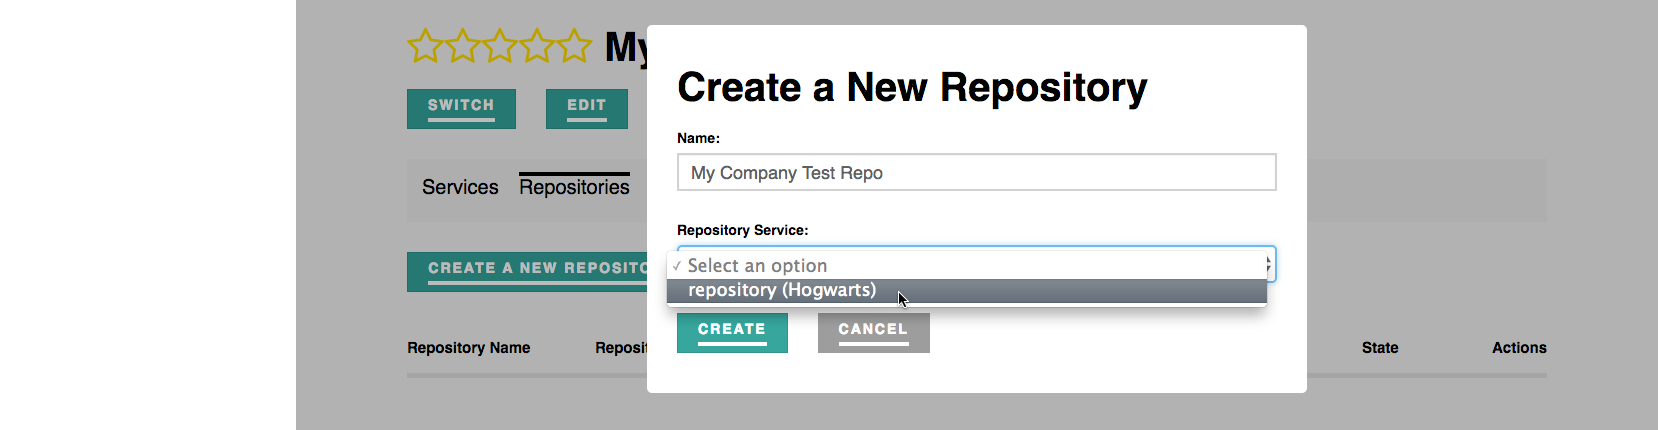 My
SWITCH EDIT
Services Repositories
CREATE A NEW REPOSITO
Repository Name Reposit State Actions
Create a New Repository
Name:
My Company Test Repo
Repository Service:
✓ Select an option
repository (Hogwarts)
CREATE CANCEL